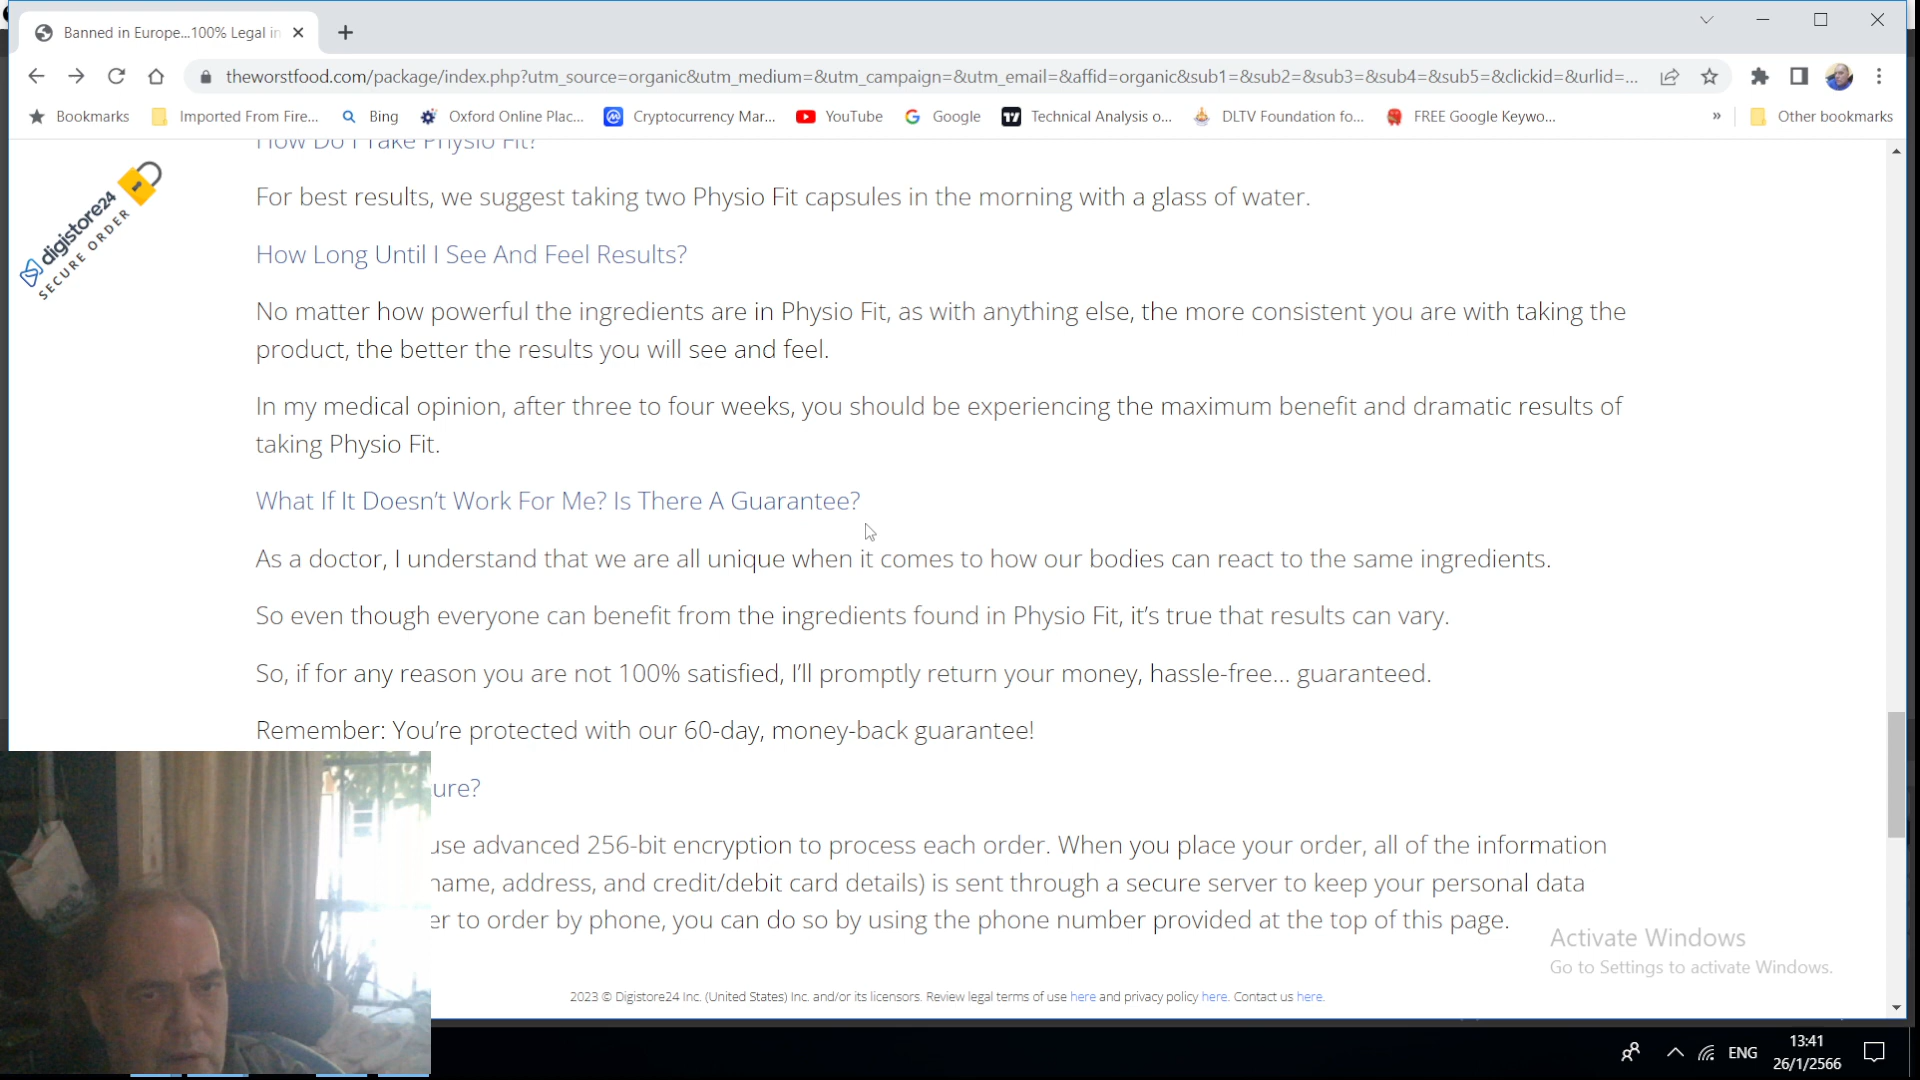 Banned in Europe...100% Legal in
theworstfood.com/package/index.php?utm_source=organic&utm_medium=&utm_campaign=&utm_email=&affid=organic&sub1=&sub2=&sub3=&sub4=&sub5=&clickid=&urlid=...
Bookmarks Imported From Fire... Bing Oxford Online Plac... Cryptocurrency Mar... YouTube Google Technical Analysis o... DLTV Foundation fo... FREE Google Keywo... » Other bookmarks
How Do I Take Physio Fit?
digistore24
SECURE ORDER
For best results, we suggest taking two Physio Fit capsules in the morning with a glass of water.
How Long Until I See And Feel Results?
No matter how powerful the ingredients are in Physio Fit, as with anything else, the more consistent you are with taking the
product, the better the results you will see and feel.
In my medical opinion, after three to four weeks, you should be experiencing the maximum benefit and dramatic results of
taking Physio Fit.
What If It Doesn't Work For Me? Is There A Guarantee?
As a doctor, I understand that we are all unique when it comes to how our bodies can react to the same ingredients.
So even though everyone can benefit from the ingredients found in Physio Fit, it's true that results can vary.
So, if for any reason you are not 100% satisfied, I'll promptly return your money, hassle-free... guaranteed.
Remember: You're protected with our 60-day, money-back guarantee!
ure?
use advanced 256-bit encryption to process each order. When you place your order, all of the information
name, address, and credit/debit card details) is sent through a secure server to keep your personal data
er to order by phone, you can do so by using the phone number provided at the top of this page.
Activate Windows
Go to Settings to activate Windows.
2023 © Digistore24 Inc. (United States) Inc. and/or its licensors. Review legal terms of use here and privacy policy here. Contact us here.
ENG
13:41
26/1/2566